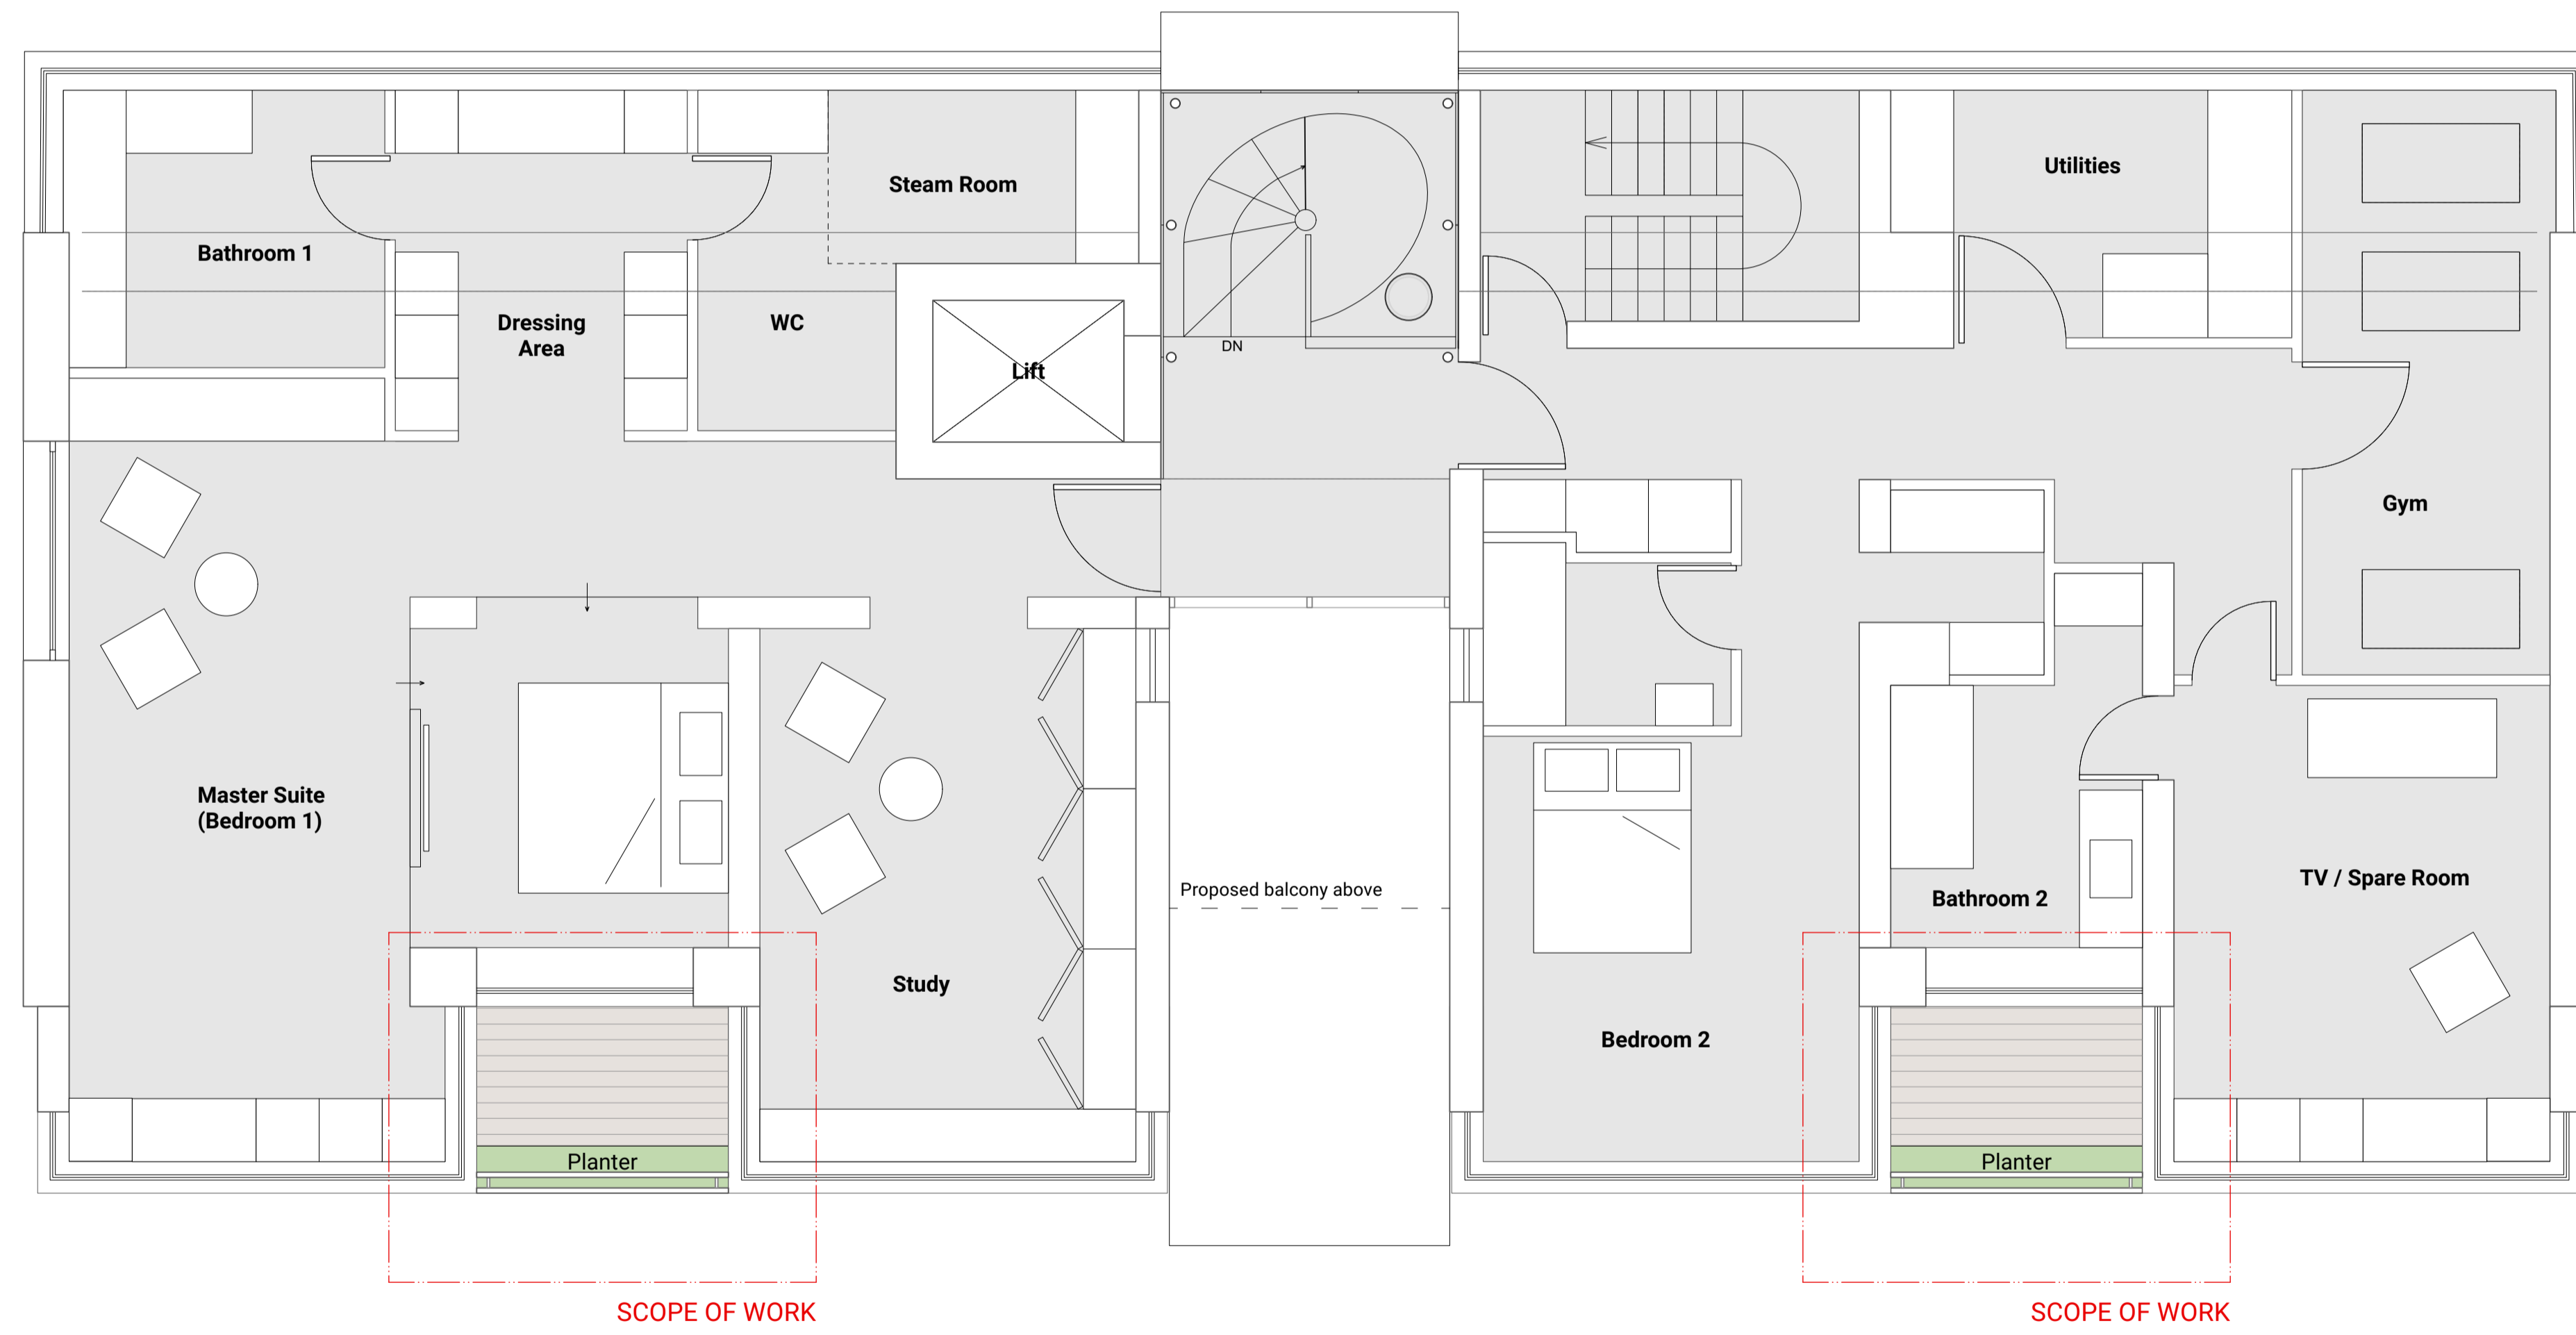 Utilities
Steam Room
Bathroom 1
Dressing
Area
WC
DN
Lift
Gym
Master Suite
(Bedroom 1)
TV / Spare Room
Proposed balcony above
Bathroom 2
Study
Bedroom 2
Planter
Planter
SCOPE OF WORK
SCOPE OF WORK